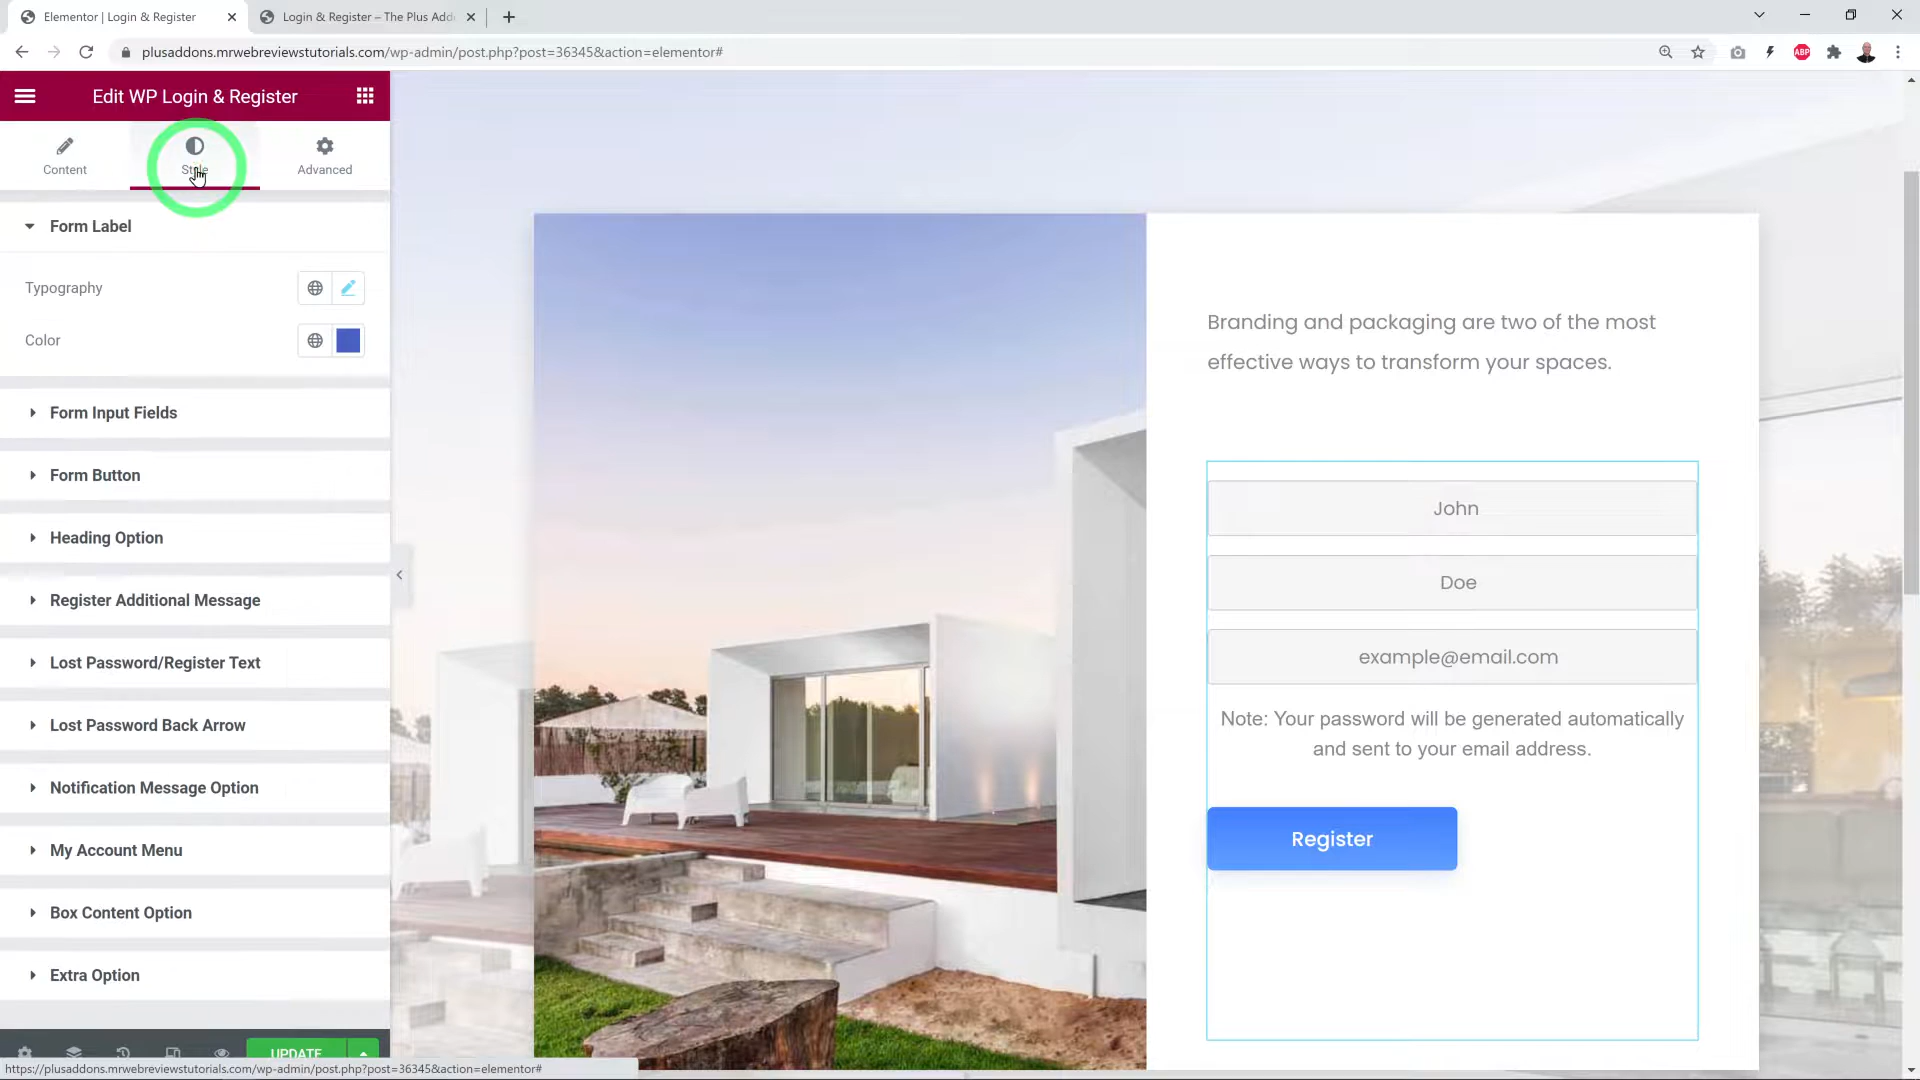 Elementor | Login & Register
Login & Register – The Plus Add
plusaddons.mrwebreviewstutorials.com/wp-admin/post.php?post=36345&action=elementor#
ABP
Edit WP Login & Register
Content
Style
Advanced
Form Label
Typography
Color
Form Input Fields
Form Button
Heading Option
Register Additional Message
Lost Password/Register Text
Lost Password Back Arrow
Notification Message Option
My Account Menu
Box Content Option
Extra Option
UPDATE
https://plusaddons.mrwebreviewstutorials.com/wp-admin/post.php?post=36345&action=elementor#
Branding and packaging are two of the most
effective ways to transform your spaces.
John
Doe
example@email.com
Note: Your password will be generated automatically
and sent to your email address.
Register